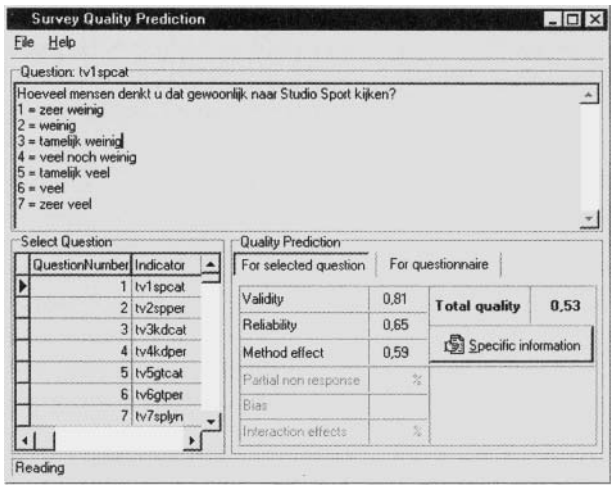 Survey Quality Prediction
File Help
Question: tv1spcat
Hoeveel mensen denkt u dat gewoonlijk naar Studio Sport kijken?
1 = zeer weinig
2 = weinig
3 = tamelijk weinig
4 = veel noch weinig
5 = tamelijk veel
6 = veel
7 = zeer veel
Select Question
QuestionNumber Indicator
1 tv1spcat
2 tv2spper
3 tv3kdcat
4 tv4kdper
5 tv5gtcat
6 tv6gtper
7 tv7splyn
Quality Prediction
For selected question For questionnaire
Validity 0,81
Reliability 0,65
Method effect 0,59
Partial non response %
Bias
Interaction effects %
Total quality 0,53
Specific information
Reading